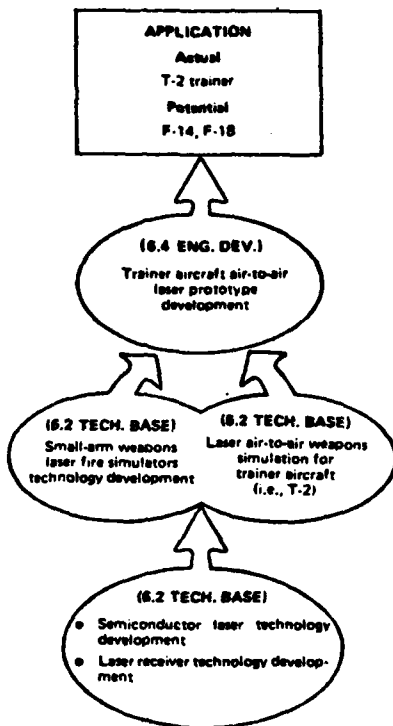 APPLICATION
Actual
T-2 trainer
Potential
F-14, F-18
(6.4 ENG. DEV.)
Trainer aircraft air-to-air
laser prototype
development
(6.2 TECH. BASE)
Small-arm weapons
laser fire simulators
technology development
(6.2 TECH. BASE)
Laser air-to-air weapons
simulation for
trainer aircraft
(i.e., T-2)
(6.2 TECH. BASE)
• Semiconductor laser technology
development
• Laser receiver technology develop-
ment